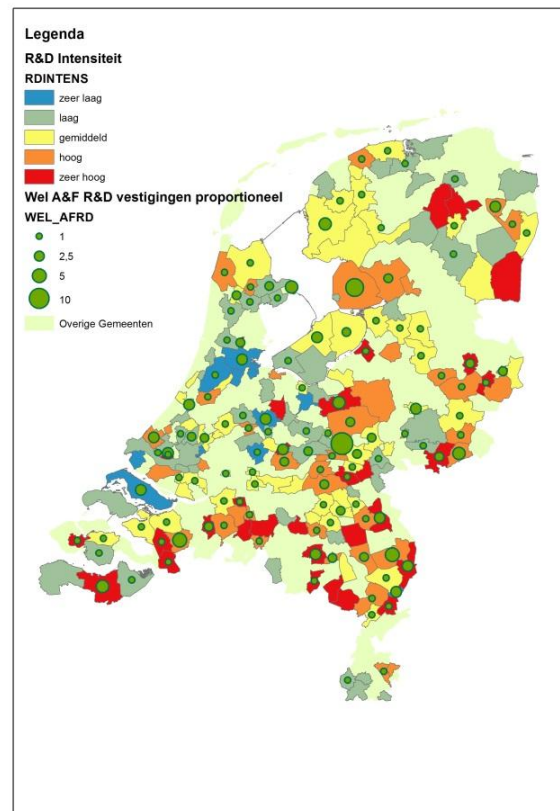 Legenda
R&D Intensiteit
RDINTENS
zeer laag
laag
gemiddeld
hoog
zeer hoog
Wel A&F R&D vestigingen proportioneel
WEL_AFRD
1
2,5
5
10
Overige Gemeenten